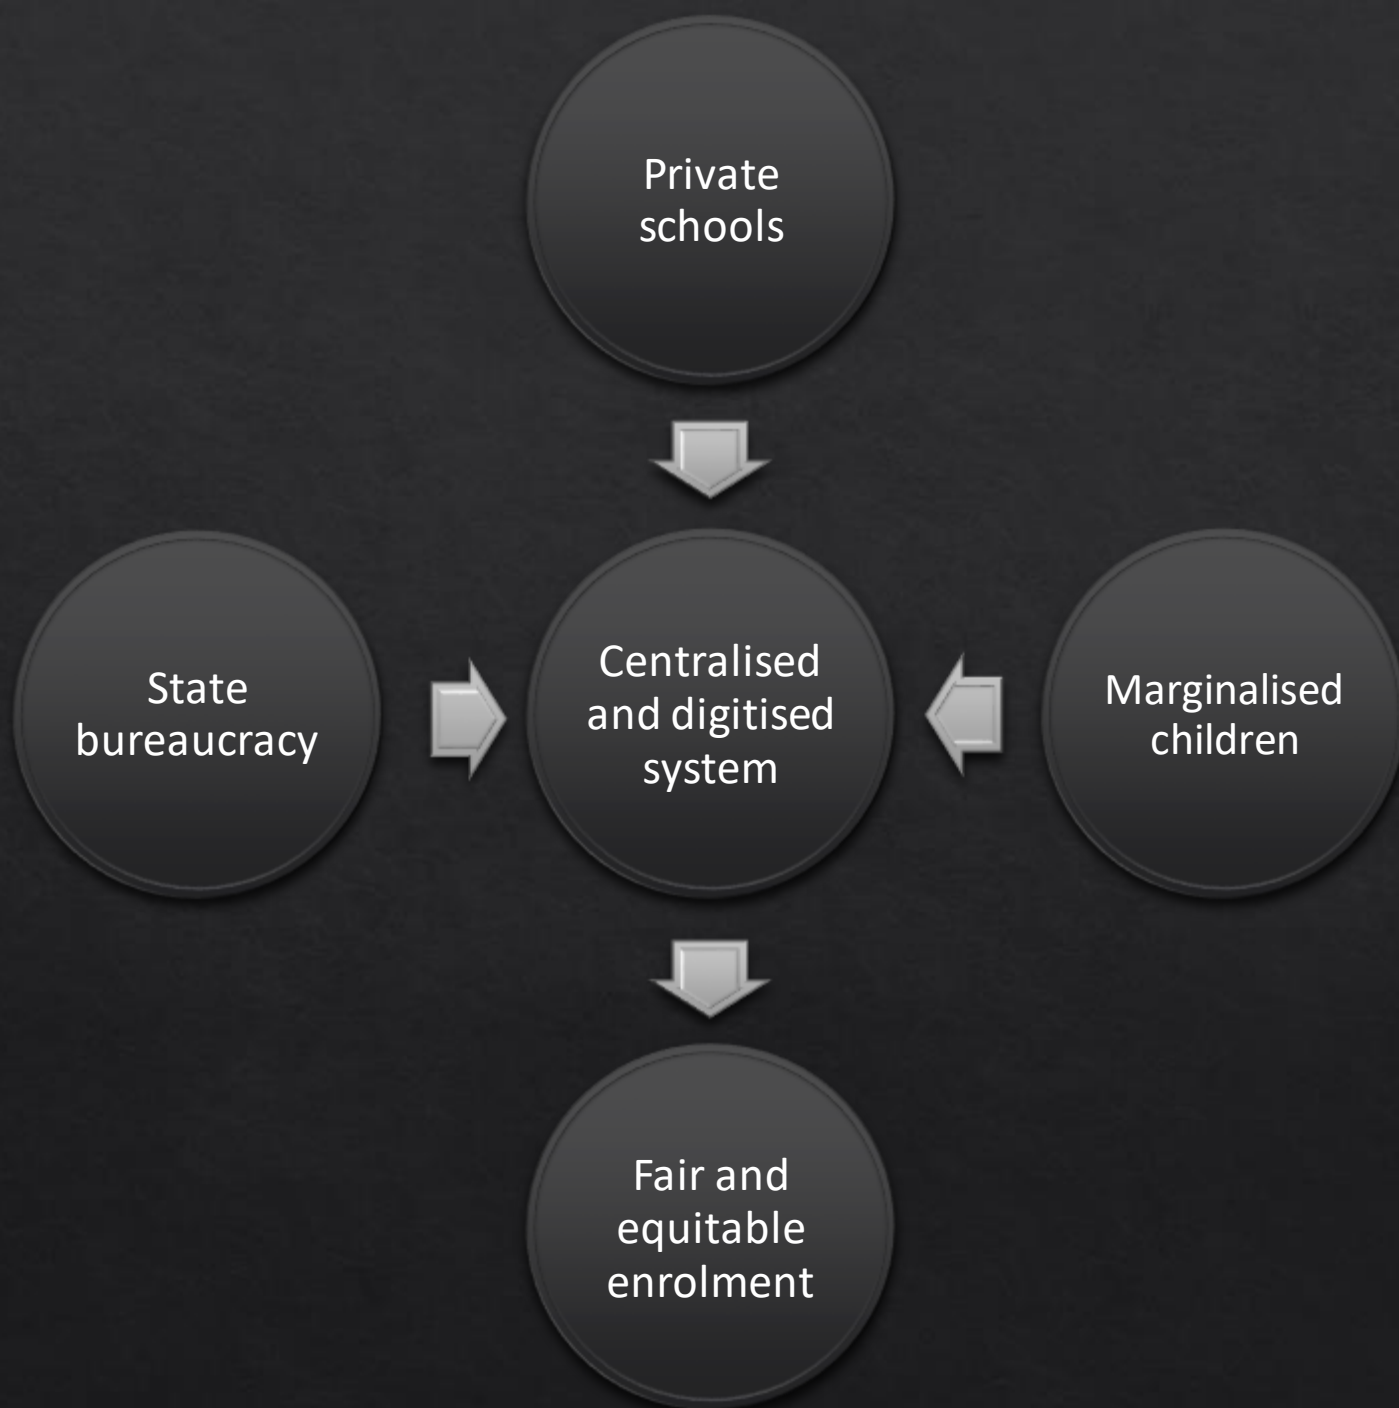 Private
schools
State
bureaucracy
Centralised
and digitised
system
Marginalised
children
Fair and
equitable
enrolment